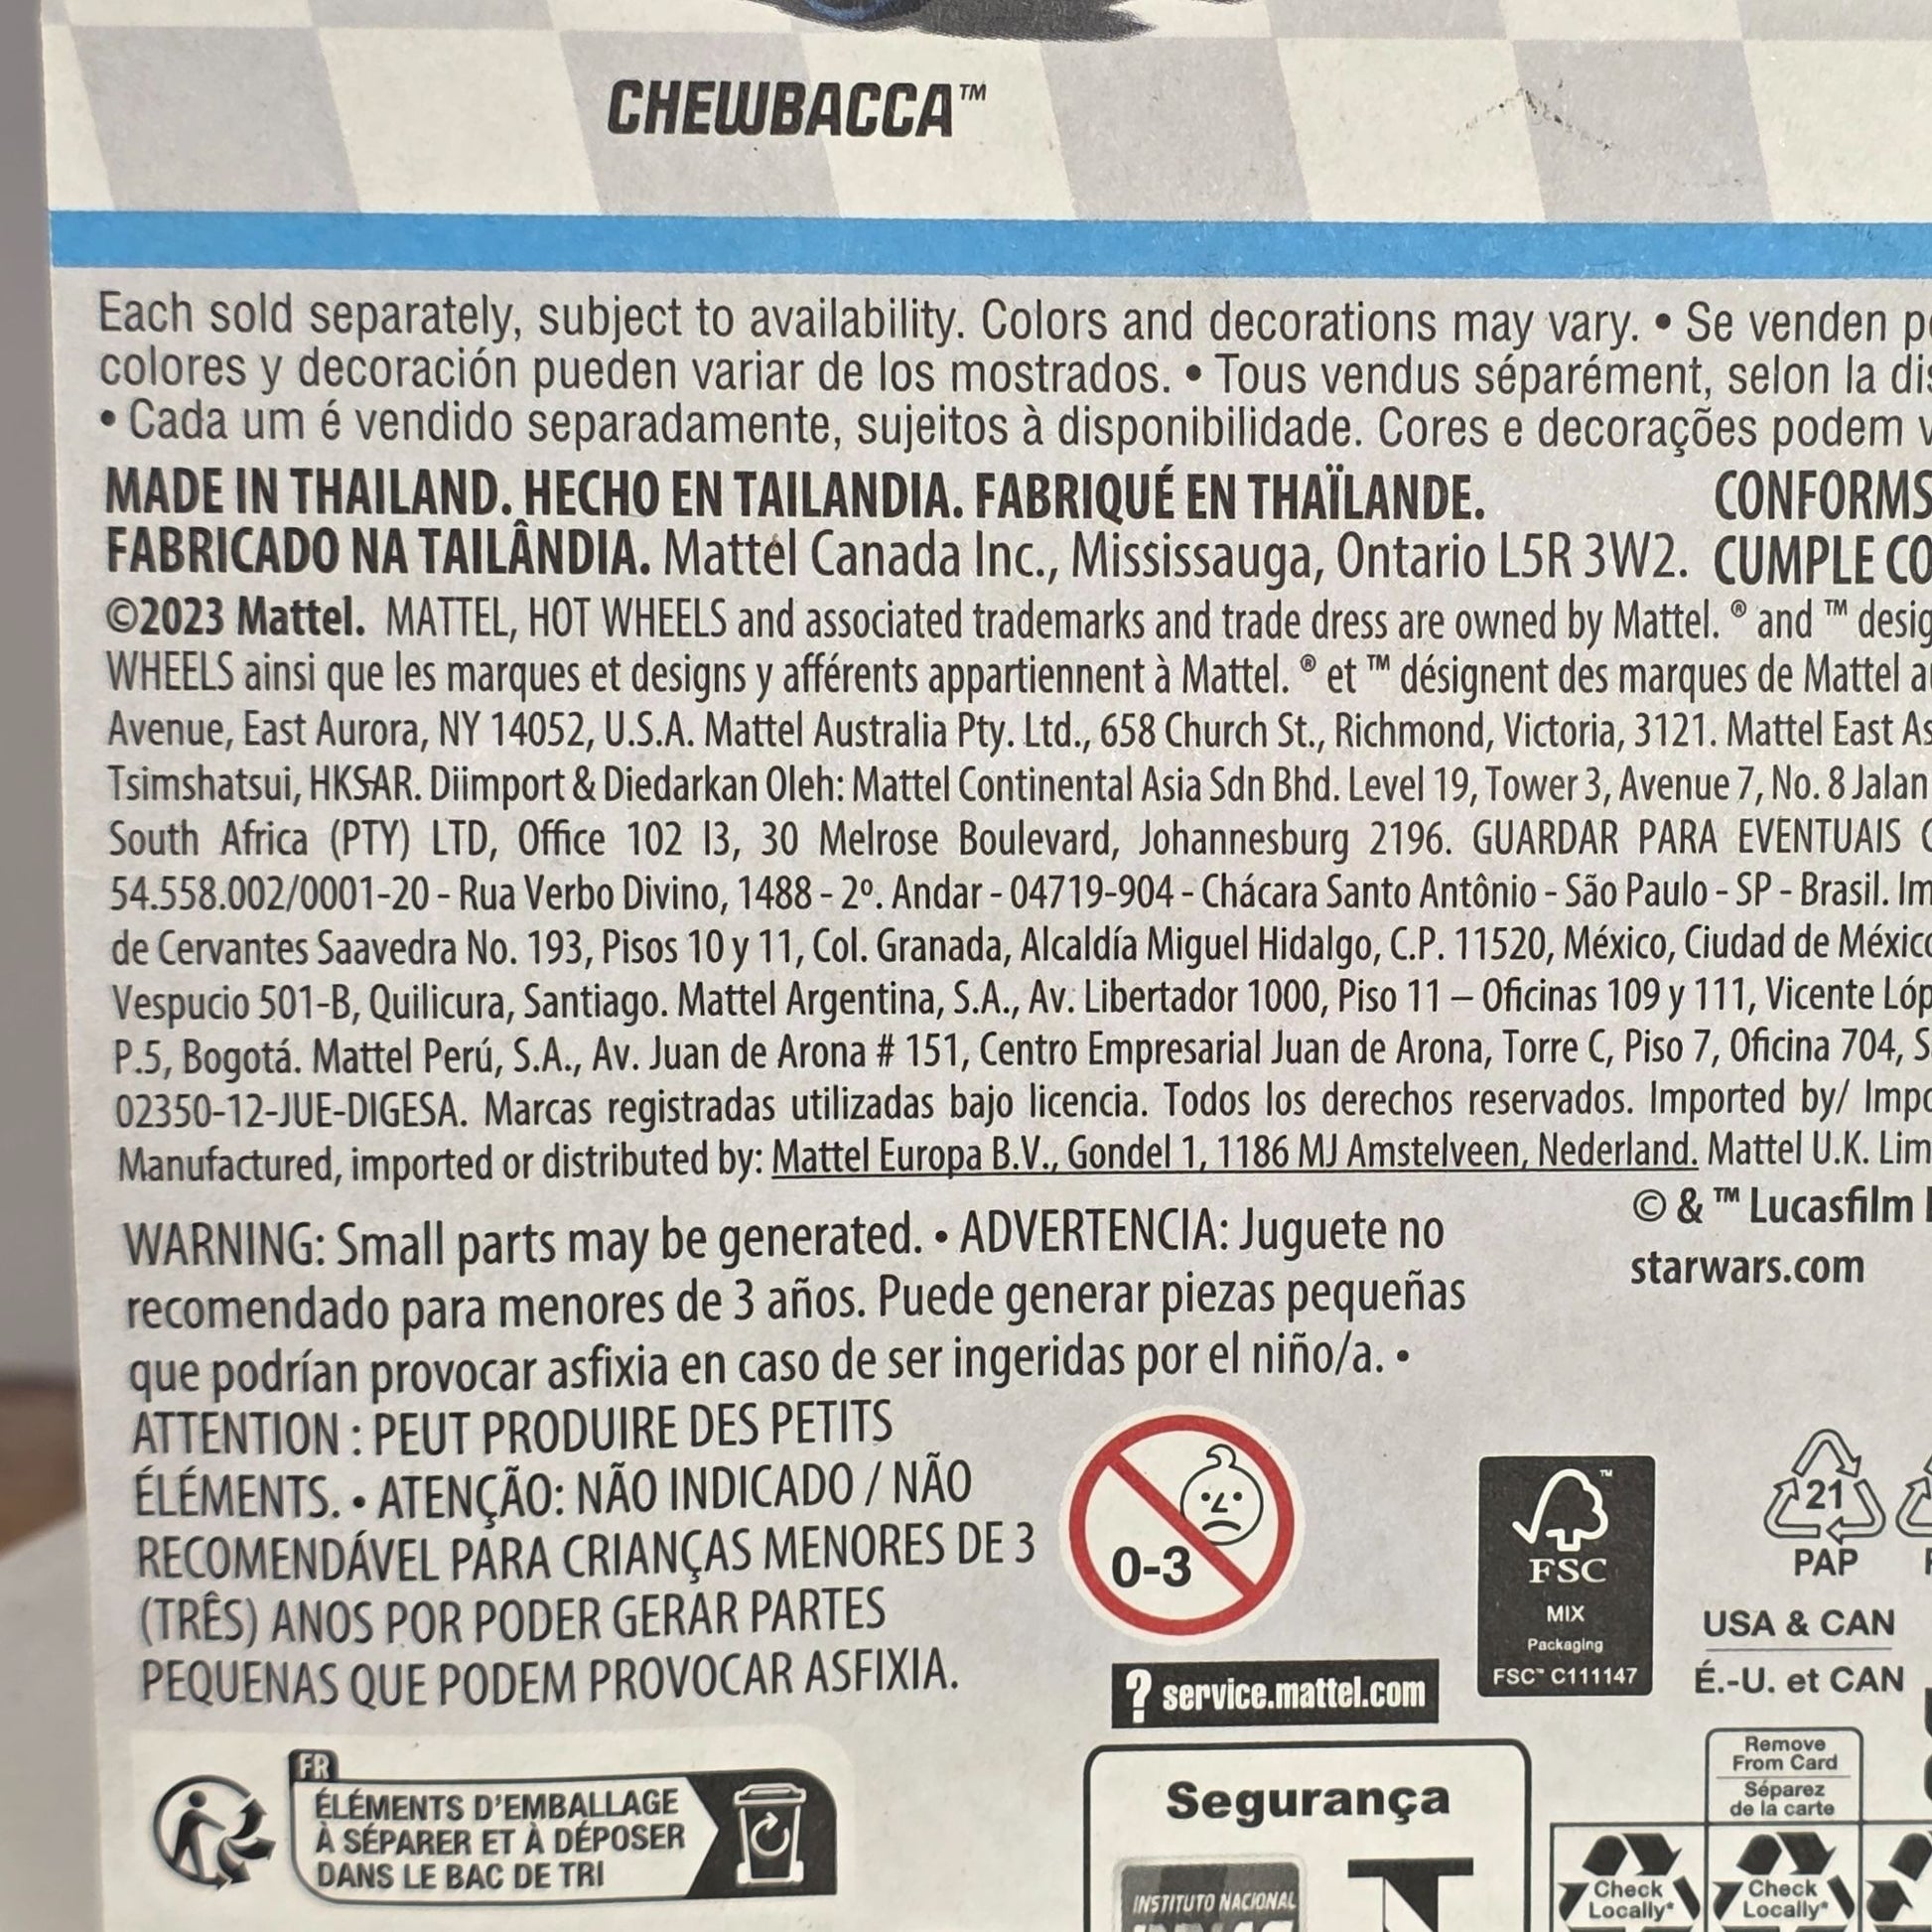 CHEWBACCA™
Each sold separately, subject to availability. Colors and decorations may vary. • Se venden
colores y decoración pueden variar de los mostrados. • Tous vendus séparément, selon la
• Cada um é vendido separadamente, sujeitos à disponibilidade. Cores e decorações podem
MADE IN THAILAND. HECHO EN TAILANDIA. FABRIQUÉ EN THAÏLANDE.
FABRICADO NA TAILÂNDIA. Mattel Canada Inc., Mississauga, Ontario L5R 3W2.
CONFORMS
CUMPLE
©2023 Mattel. MATTEL, HOT WHEELS and associated trademarks and trade dress are owned by Mattel. ® and ™
WHEELS ainsi que les marques et designs y afférents appartiennent à Mattel. ® et ™ désignent des marques de Mattel
Avenue, East Aurora, NY 14052, U.S.A. Mattel Australia Pty. Ltd., 658 Church St., Richmond, Victoria, 3121. Mattel East
Tsimshatsui, HKSAR. Diimport & Diedarkan Oleh: Mattel Continental Asia Sdn Bhd. Level 19, Tower 3, Avenue 7, No. 8 Jalan
South Africa (PTY) LTD, Office 102 I3, 30 Melrose Boulevard, Johannesburg 2196. GUARDAR PARA EVENTUAIS
54.558.002/0001-20 - Rua Verbo Divino, 1488 - 2º. Andar - 04719-904 - Chácara Santo Antônio - São Paulo - SP - Brasil.
de Cervantes Saavedra No. 193, Pisos 10 y 11, Col. Granada, Alcaldía Miguel Hidalgo, C.P. 11520, México, Ciudad de
Vespucio 501-B, Quilicura, Santiago. Mattel Argentina, S.A., Av. Libertador 1000, Piso 11 – Oficinas 109 y 111, Vicente
P.5, Bogotá. Mattel Perú, S.A., Av. Juan de Arona # 151, Centro Empresarial Juan de Arona, Torre C, Piso 7, Oficina 704,
02350-12-JUE-DIGESA. Marcas registradas utilizadas bajo licencia. Todos los derechos reservados. Imported by/
Manufactured, imported or distributed by: Mattel Europa B.V., Gondel 1, 1186 MJ Amstelveen, Nederland. Mattel U.K.
© & ™ Lucasfilm
starwars.com
WARNING: Small parts may be generated. • ADVERTENCIA: Juguete no
recomendado para menores de 3 años. Puede generar piezas pequeñas
que podrían provocar asfixia en caso de ser ingeridas por el niño/a. •
ATTENTION : PEUT PRODUIRE DES PETITS
ÉLÉMENTS. • ATENÇÃO: NÃO INDICADO / NÃO
RECOMENDÁVEL PARA CRIANÇAS MENORES DE 3
(TRÊS) ANOS POR PODER GERAR PARTES
PEQUENAS QUE PODEM PROVOCAR ASFIXIA.
0-3
? service.mattel.com
FSC
MIX
Packaging
FSC™ C111147
21
PAP
USA & CAN
É.-U. et CAN
Remove
From Card
Séparez
de la carte
Check
Locally*
Check
Locally*
FR
ÉLÉMENTS D'EMBALLAGE
À SÉPARER ET À DÉPOSER
DANS LE BAC DE TRI
Segurança
INSTITUTO NACIONAL